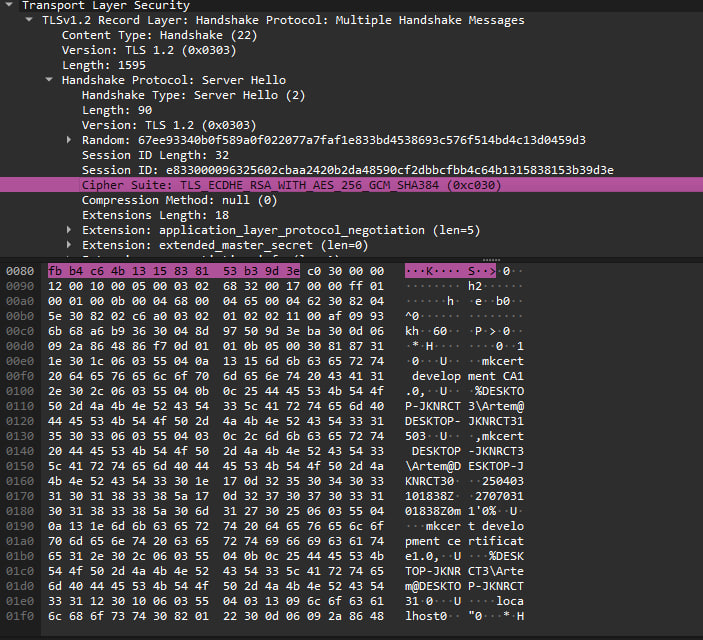 Transport Layer Security
TLSv1.2 Record Layer: Handshake Protocol: Multiple Handshake Messages
Content Type: Handshake (22)
Version: TLS 1.2 (0x0303)
Length: 1595
Handshake Protocol: Server Hello
Handshake Type: Server Hello (2)
Length: 90
Version: TLS 1.2 (0x0303)
Random: 67ee93340b0f589a0f022077a7faf1e833bd4538693c576f514bd4c13d0459d3
Session ID Length: 32
Session ID: e833000096325602cbaa2420b2da48590cf2dbbcfbb4c64b1315838153b39d3e
Cipher Suite: TLS_ECDHE_RSA_WITH_AES_256_GCM_SHA384 (0xc030)
Compression Method: null (0)
Extensions Length: 18
Extension: application_layer_protocol_negotiation (len=5)
Extension: extended_master_secret (len=0)
0080 fb b4 c6 4b 13 15 83 81 53 b3 9d 3e c0 30 00 00 ···K····S··>·0··
0090 12 00 10 00 05 00 03 02 68 32 00 17 00 00 ff 01 ········h2······
00a0 00 01 00 0b 00 04 68 00 04 65 00 04 62 30 82 04 ······h··e··b0··
00b0 5e 30 82 02 c6 a0 03 02 01 02 02 11 00 af 09 93 ^0··············
00c0 6b 68 a6 b9 36 30 04 8d 97 50 9d 3e ba 30 0d 06 kh··60···P·>·0··
00d0 09 2a 86 48 86 f7 0d 01 01 0b 05 00 30 81 87 31 ·*·H········0··1
00e0 1e 30 1c 06 03 55 04 0a 13 15 6d 6b 63 65 72 74 ·0···U····mkcert
00f0 20 64 65 76 65 6c 6f 70 6d 65 6e 74 20 43 41 31 development CA1
0100 2e 30 2c 06 03 55 04 0b 0c 25 44 45 53 4b 54 4f .0,··U···%DESKTO
0110 50 2d 4a 4b 4e 52 43 54 33 5c 41 72 74 65 6d 40 P-JKNRCT3\Artem@
0120 44 45 53 4b 54 4f 50 2d 4a 4b 4e 52 43 54 33 31 DESKTOP-JKNRCT31
0130 35 30 33 06 03 55 04 03 0c 2c 6d 6b 63 65 72 74 503··U···,mkcert
0140 20 44 45 53 4b 54 4f 50 2d 4a 4b 4e 52 43 54 33 DESKTOP-JKNRCT3
0150 5c 41 72 74 65 6d 40 44 45 53 4b 54 4f 50 2d 4a \Artem@DESKTOP-J
0160 4b 4e 52 43 54 33 30 1e 17 0d 32 35 30 34 30 33 KNRCT30···250403
0170 31 30 31 38 33 38 5a 17 0d 32 37 30 37 30 33 31 101838Z··2707031
0180 30 31 38 33 38 5a 30 6d 31 27 30 25 06 03 55 04 01838Z0m1'0%··U·
0190 0a 13 1e 6d 6b 63 65 72 74 20 64 65 76 65 6c 6f ···mkcert develo
01a0 70 6d 65 6e 74 20 63 65 72 74 69 66 69 63 61 74 pment certificat
01b0 65 31 2e 30 2c 06 03 55 04 0b 0c 25 44 45 53 4b e1.0,··U···%DESK
01c0 54 4f 50 2d 4a 4b 4e 52 43 54 33 5c 41 72 74 65 TOP-JKNRCT3\Arte
01d0 6d 40 44 45 53 4b 54 4f 50 2d 4a 4b 4e 52 43 54 m@DESKTOP-JKNRCT
01e0 33 31 12 30 10 06 03 55 04 03 13 09 6c 6f 63 61 31·0···U····loca
01f0 6c 68 6f 73 74 30 82 01 22 30 0d 06 09 2a 86 48 lhost0··"0···*·H